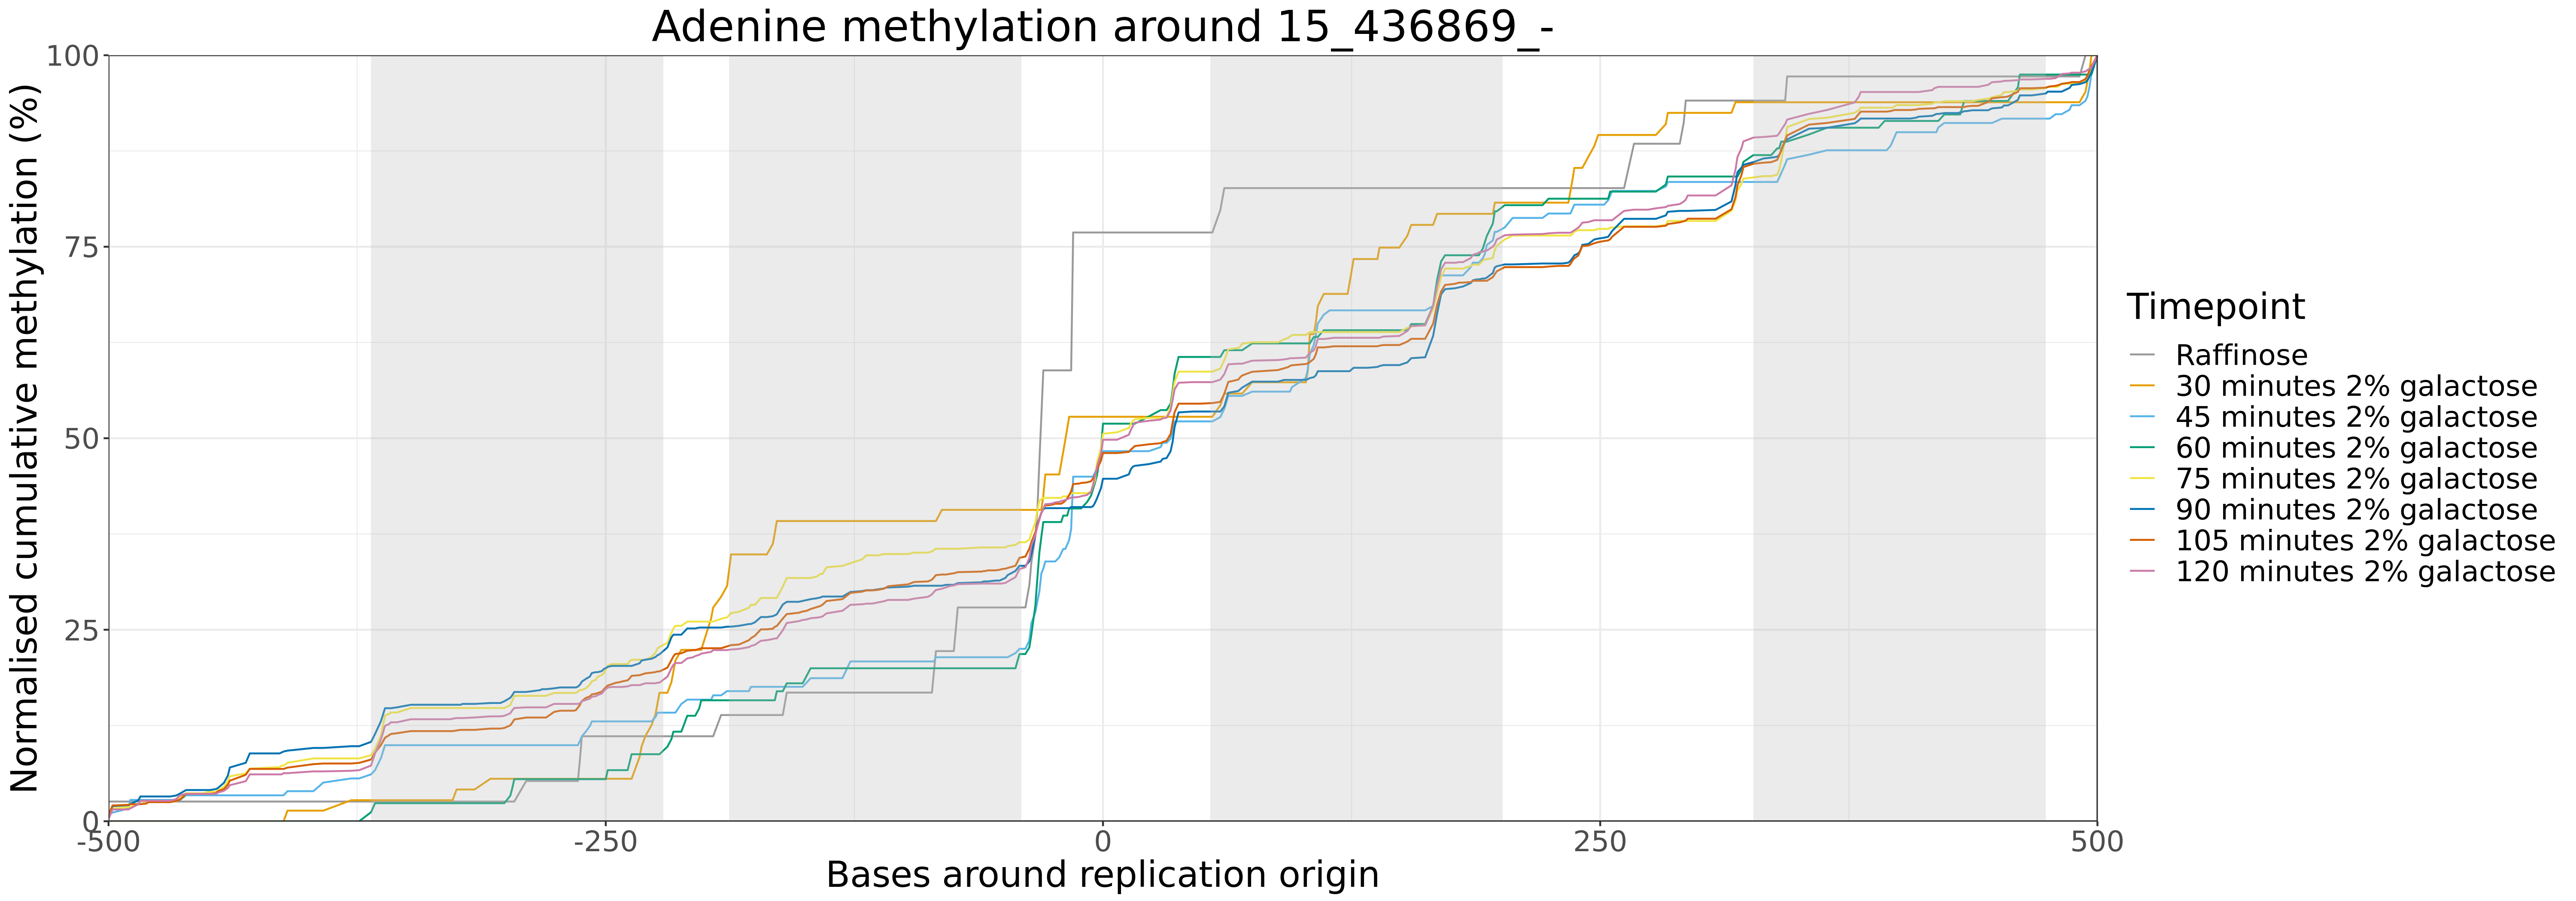 Adenine methylation around 15_436869_-
Normalised cumulative methylation (%)
100
75
50
25
0
-500
-250
0
250
500
Bases around replication origin
Timepoint
Raffinose
30 minutes 2% galactose
45 minutes 2% galactose
60 minutes 2% galactose
75 minutes 2% galactose
90 minutes 2% galactose
105 minutes 2% galactose
120 minutes 2% galactose